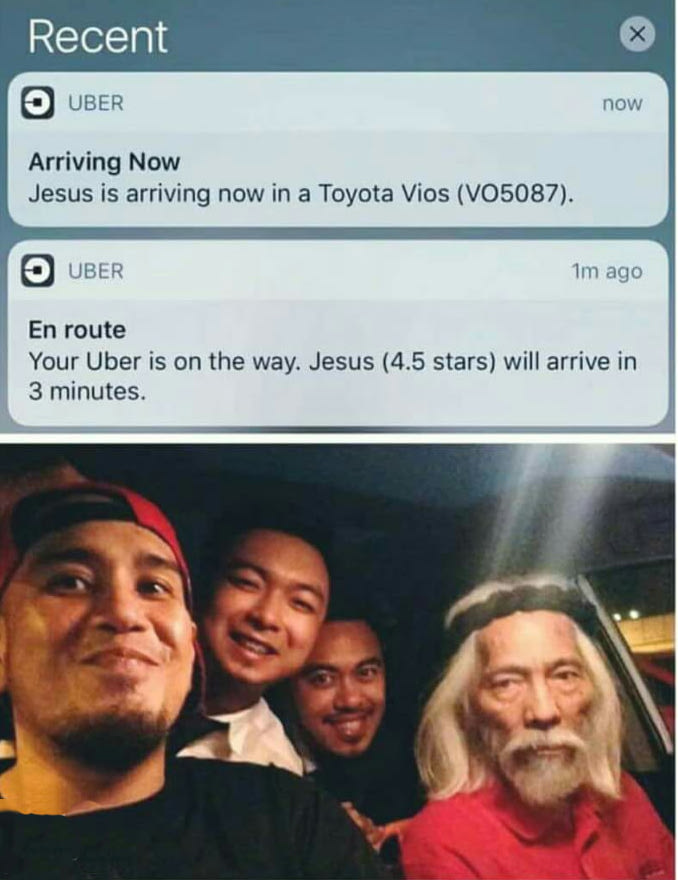 Recent
UBER
now
Arriving Now
Jesus is arriving now in a Toyota Vios (VO5087).
UBER
1m ago
En route
Your Uber is on the way. Jesus (4.5 stars) will arrive in
3 minutes.